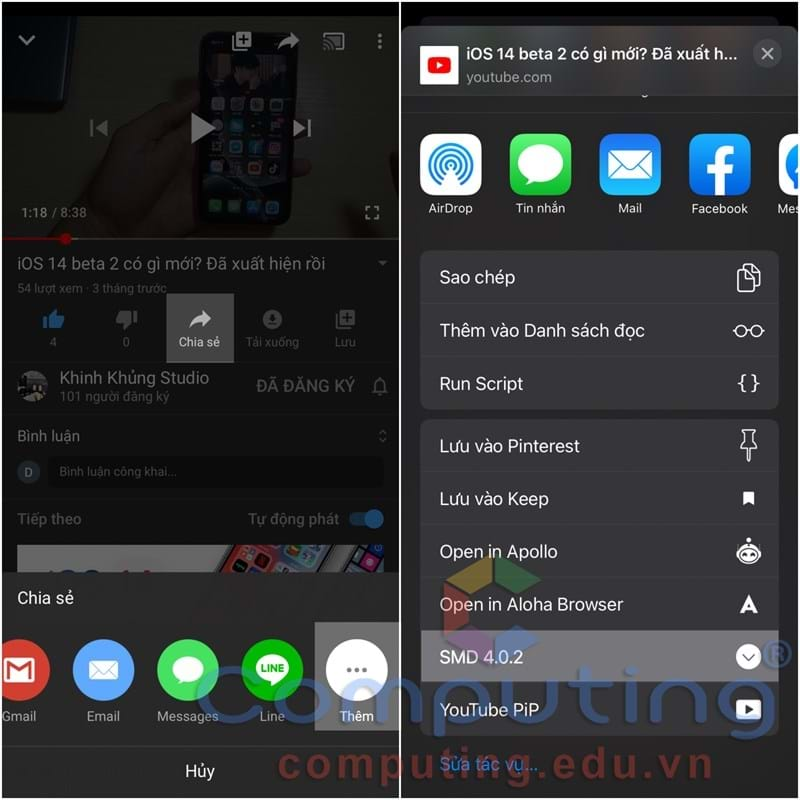 1:18 / 8:38
iOS 14 beta 2 có gì mới? Đã xuất hiện rồi
54 lượt xem · 3 tháng trước
4
0
Chia sẻ
Tải xuống
Lưu
Khinh Khủng Studio
101 người đăng ký
ĐÃ ĐĂNG KÝ
Bình luận
D
Bình luận công khai...
Tiếp theo
Tự động phát
Chia sẻ
Gmail
Email
Messages
LINE
Line
Thêm
Hủy
iOS 14 beta 2 có gì mới? Đã xuất h...
youtube.com
AirDrop
Tin nhắn
Mail
Facebook
Mes
Sao chép
Thêm vào Danh sách đọc
Run Script
Lưu vào Pinterest
Lưu vào Keep
Open in Apollo
Open in Aloha Browser
SMD 4.0.2
YouTube PiP
Sửa tác vụ...
Computing®
computing.edu.vn